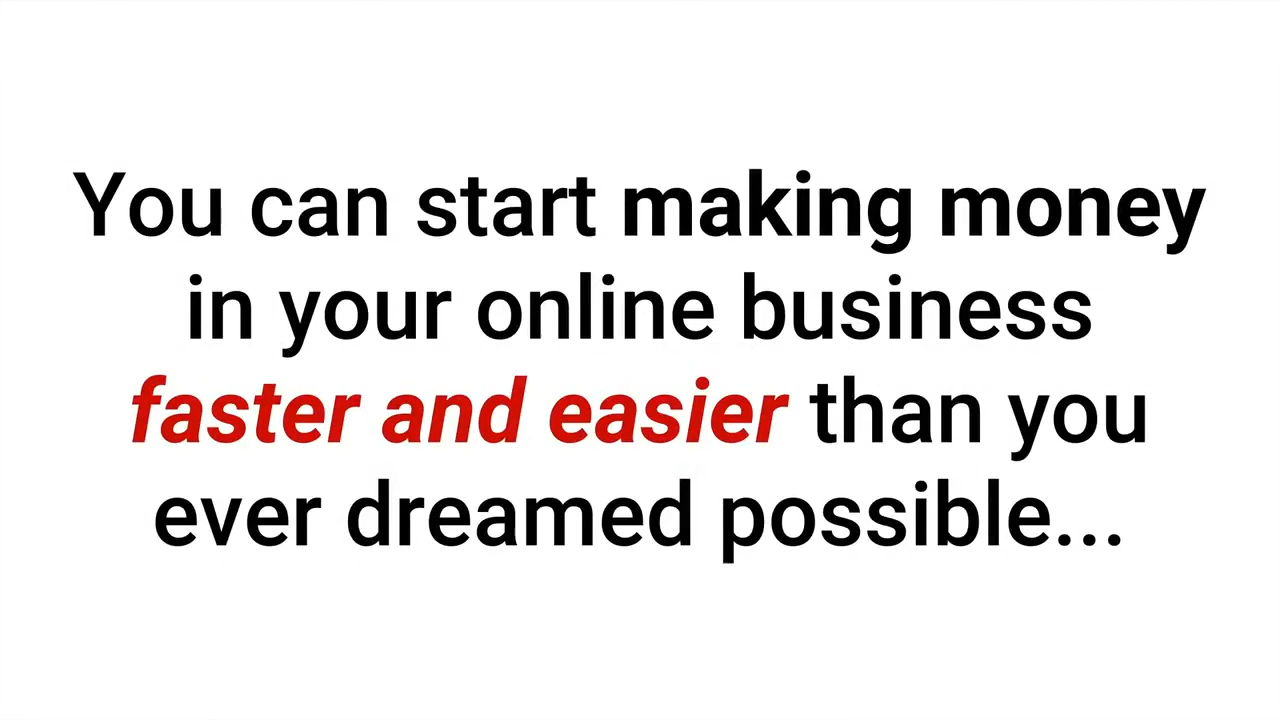 You can start making money
in your online business
faster and easier than you
ever dreamed possible...